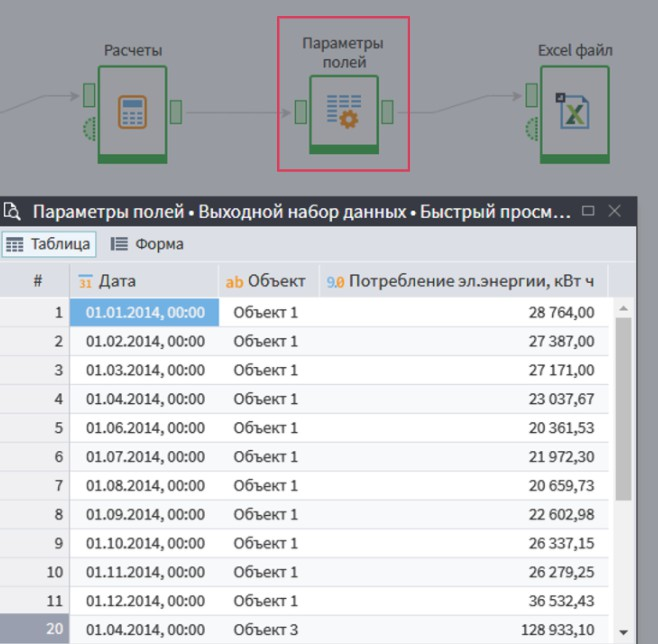 Расчеты
Параметры
полей
Excel файл
Параметры полей • Выходной набор данных • Быстрый просм...
Таблица Форма
# 31 Дата ab Объект 9.0 Потребление эл.энергии, кВт ч
1 01.01.2014, 00:00 Объект 1 28 764,00
2 01.02.2014, 00:00 Объект 1 27 387,00
3 01.03.2014, 00:00 Объект 1 27 171,00
4 01.04.2014, 00:00 Объект 1 23 037,67
5 01.06.2014, 00:00 Объект 1 20 361,53
6 01.07.2014, 00:00 Объект 1 21 972,30
7 01.08.2014, 00:00 Объект 1 20 659,73
8 01.09.2014, 00:00 Объект 1 22 602,98
9 01.10.2014, 00:00 Объект 1 26 337,15
10 01.11.2014, 00:00 Объект 1 26 279,25
11 01.12.2014, 00:00 Объект 1 36 532,43
20 01.04.2014, 00:00 Объект 3 128 933,10